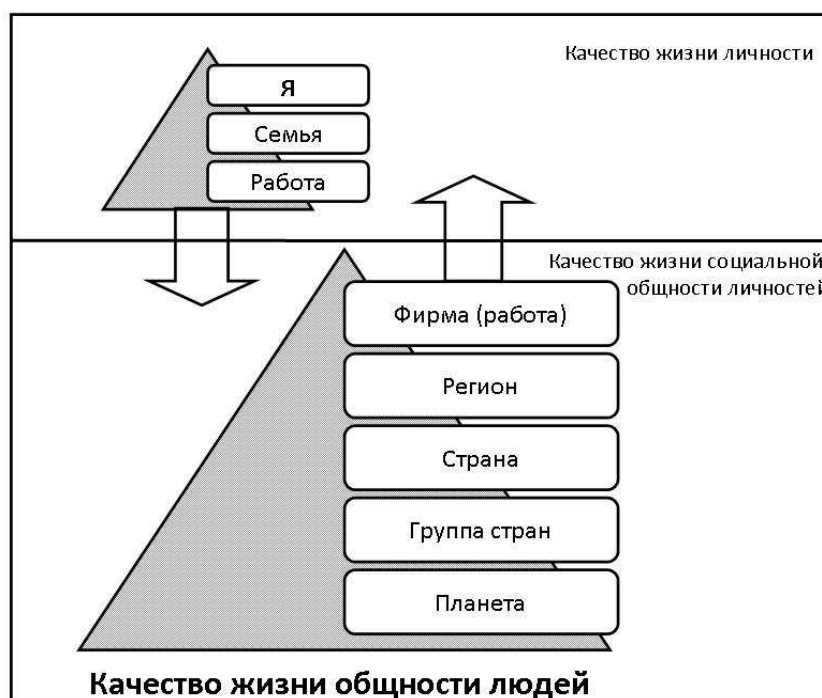 Качество жизни личности
Я
Семья
Работа
Качество жизни социальной
общности личностей
Фирма (работа)
Регион
Страна
Группа стран
Планета
Качество жизни общности людей